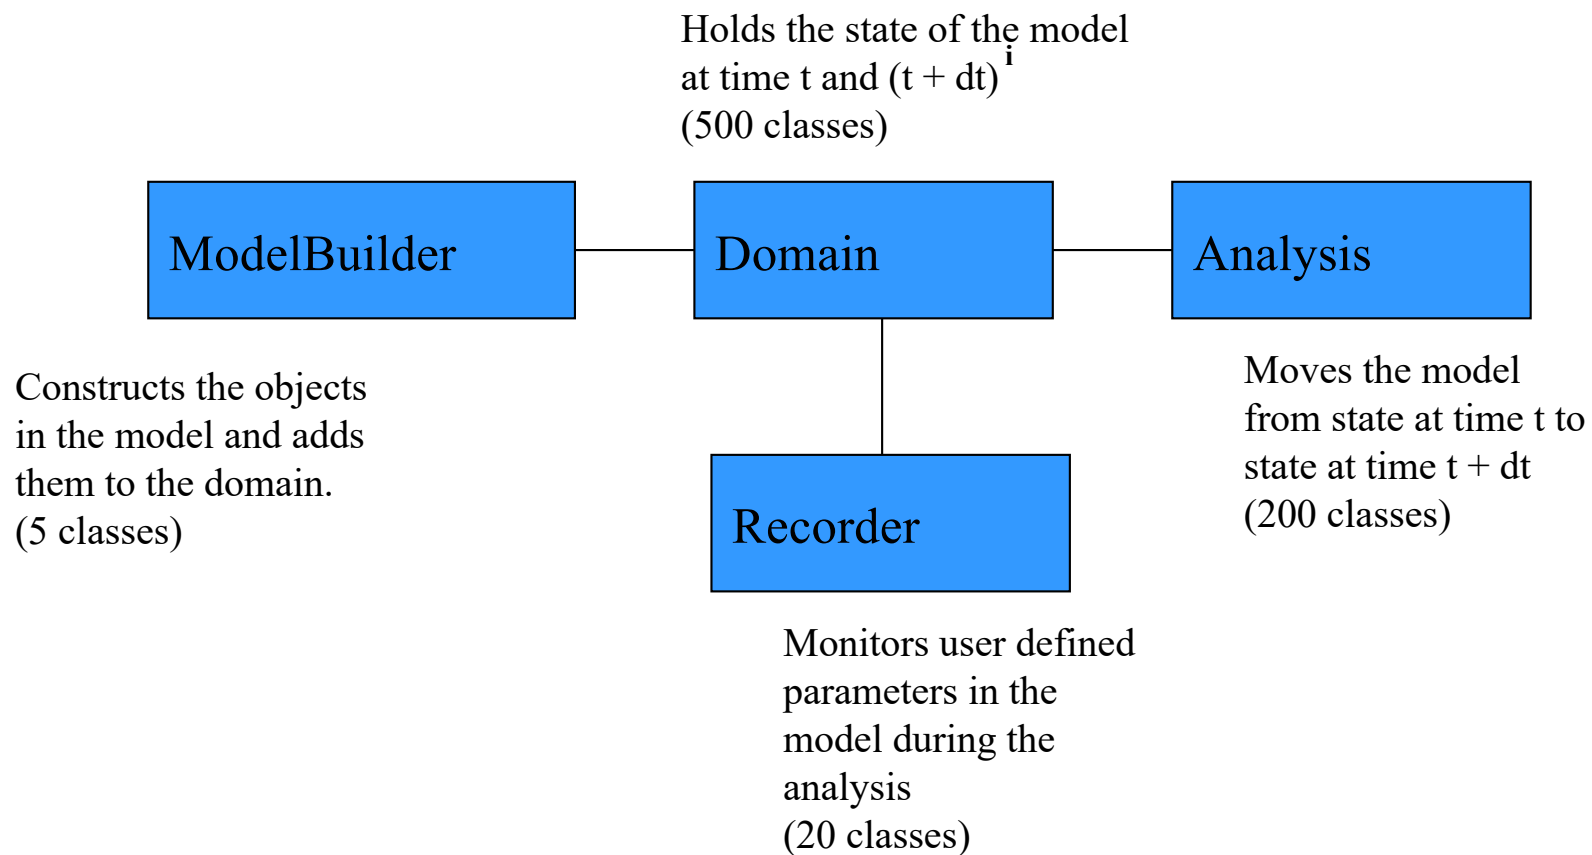 Holds the state of the model
at time t and (t + dt)^i
(500 classes)
ModelBuilder
Domain
Analysis
Constructs the objects
in the model and adds
them to the domain.
(5 classes)
Moves the model
from state at time t to
state at time t + dt
(200 classes)
Recorder
Monitors user defined
parameters in the
model during the
analysis
(20 classes)